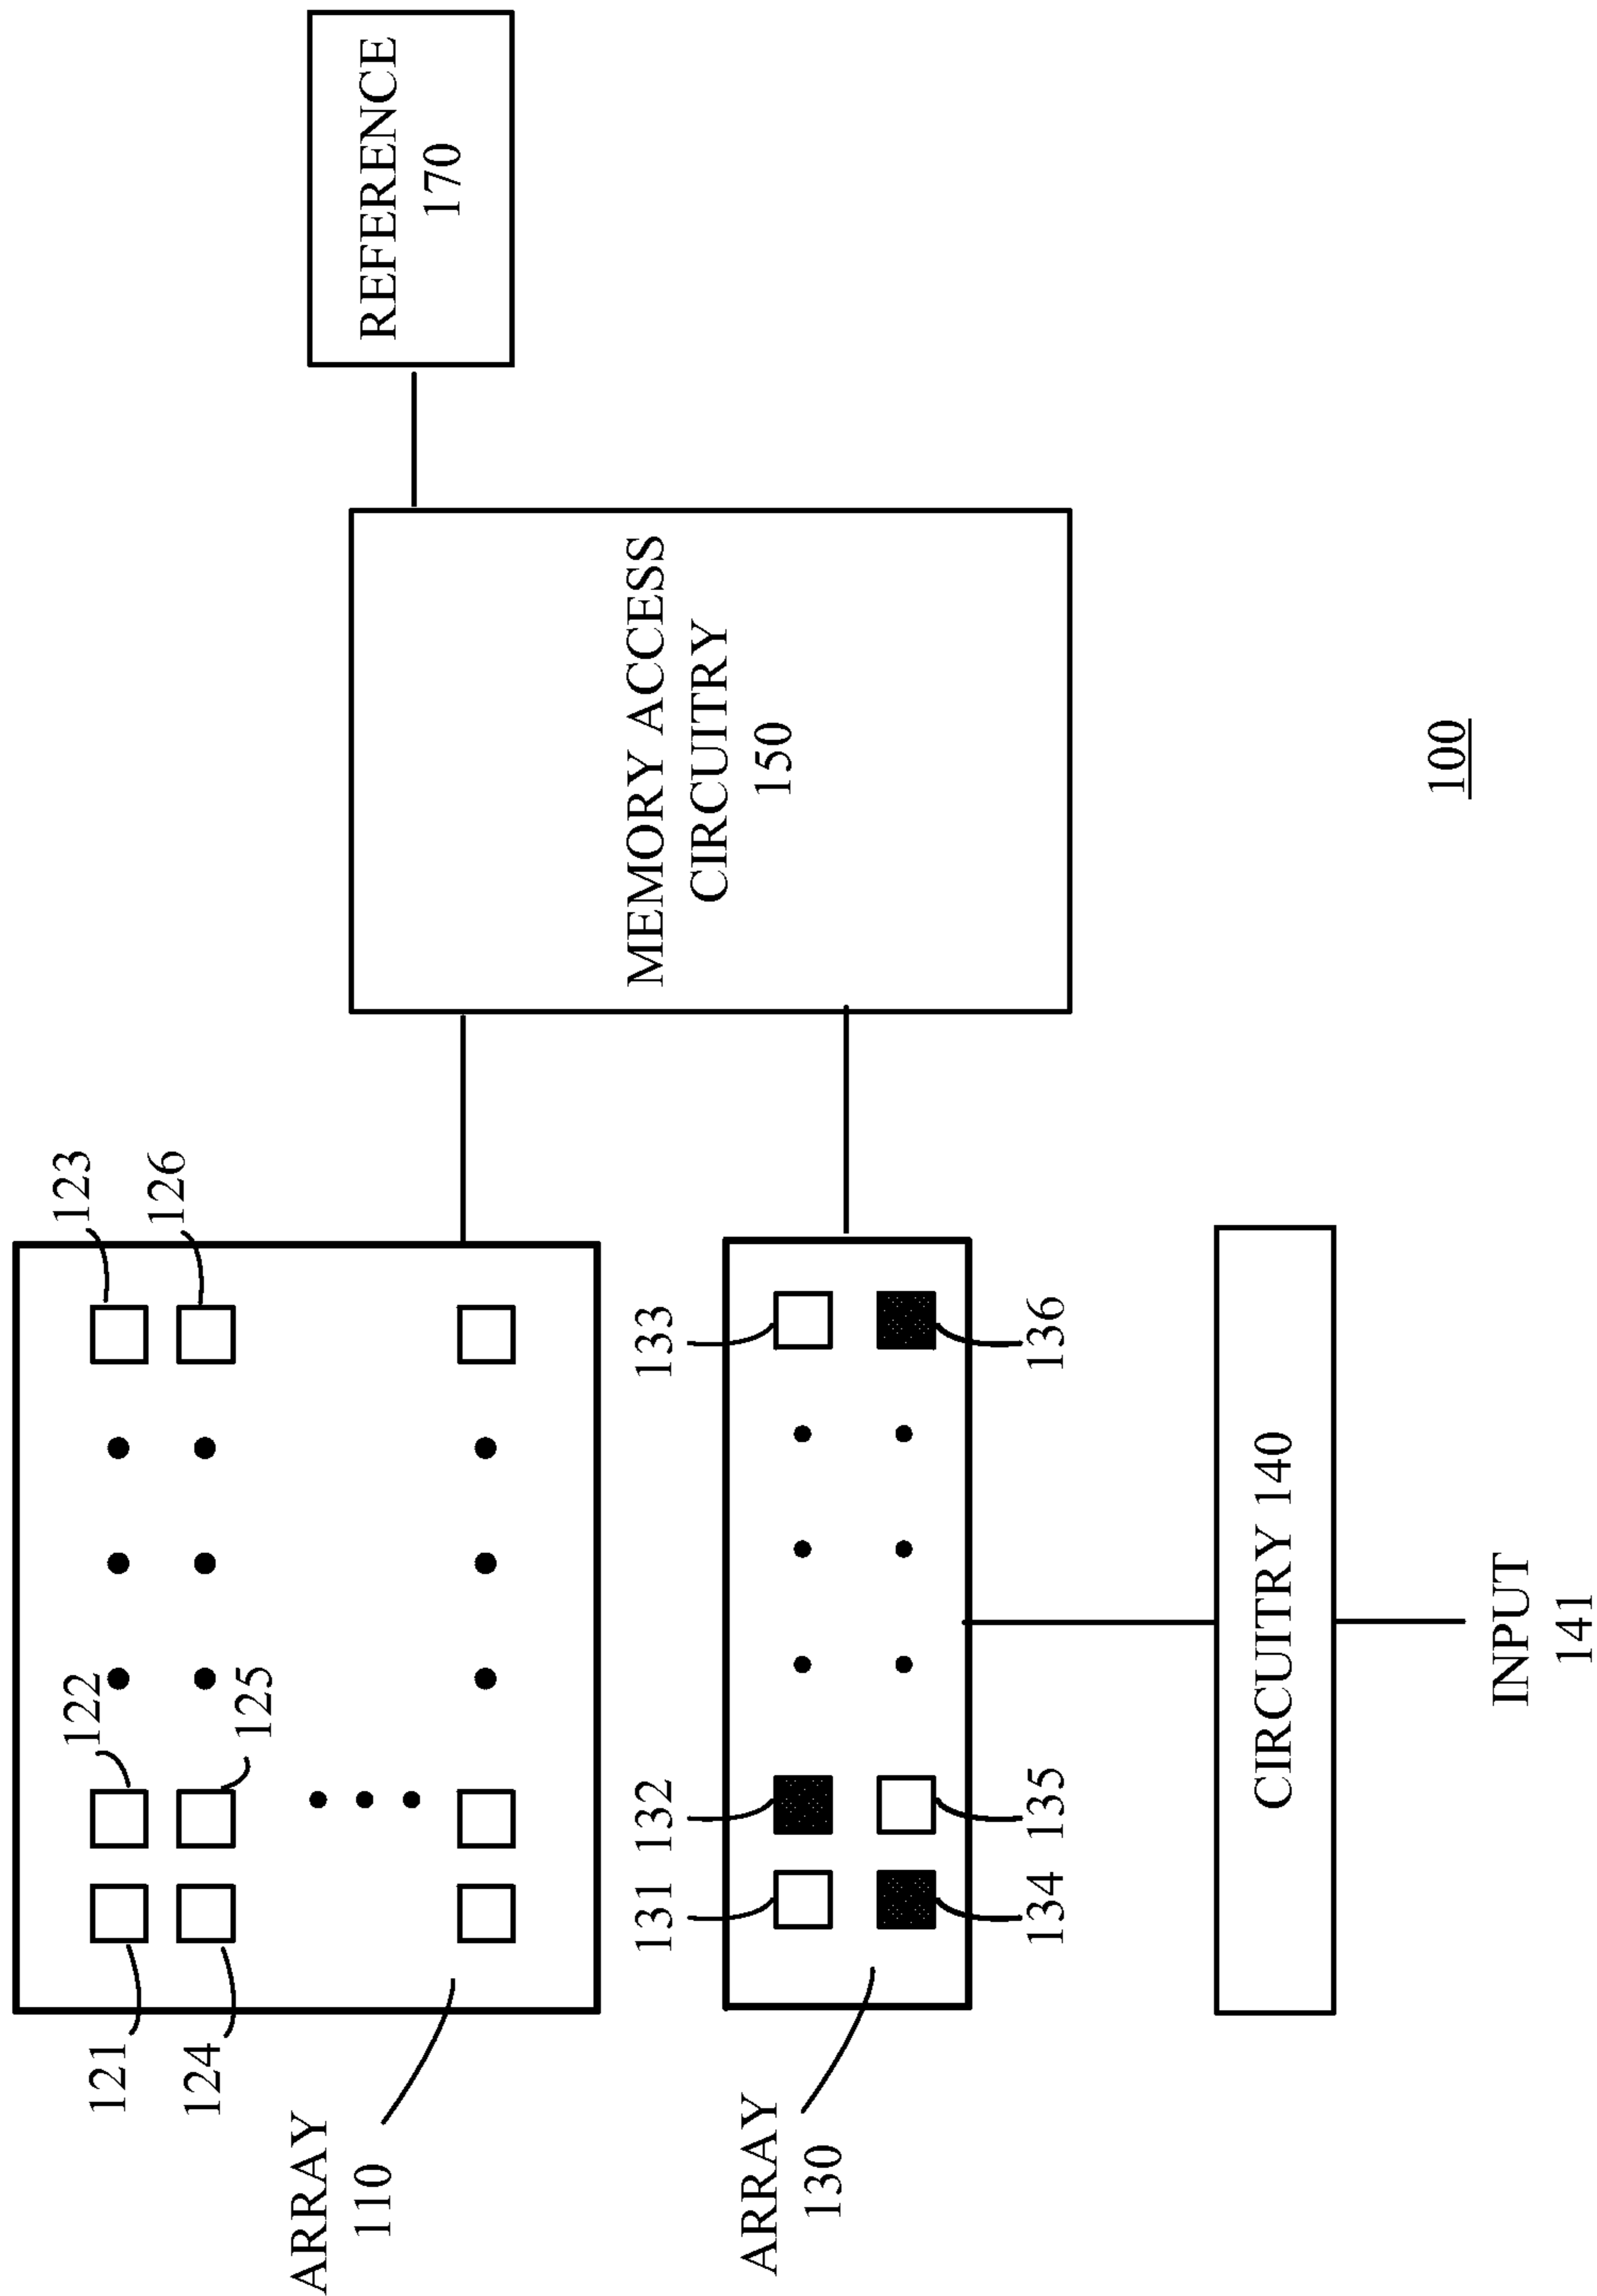 123
126
122
125
121
124
ARRAY
110
133
136
132
135
131
134
ARRAY
130
MEMORY ACCESS
CIRCUITRY
150
REFERENCE
170
CIRCUITRY 140
INPUT
141
100